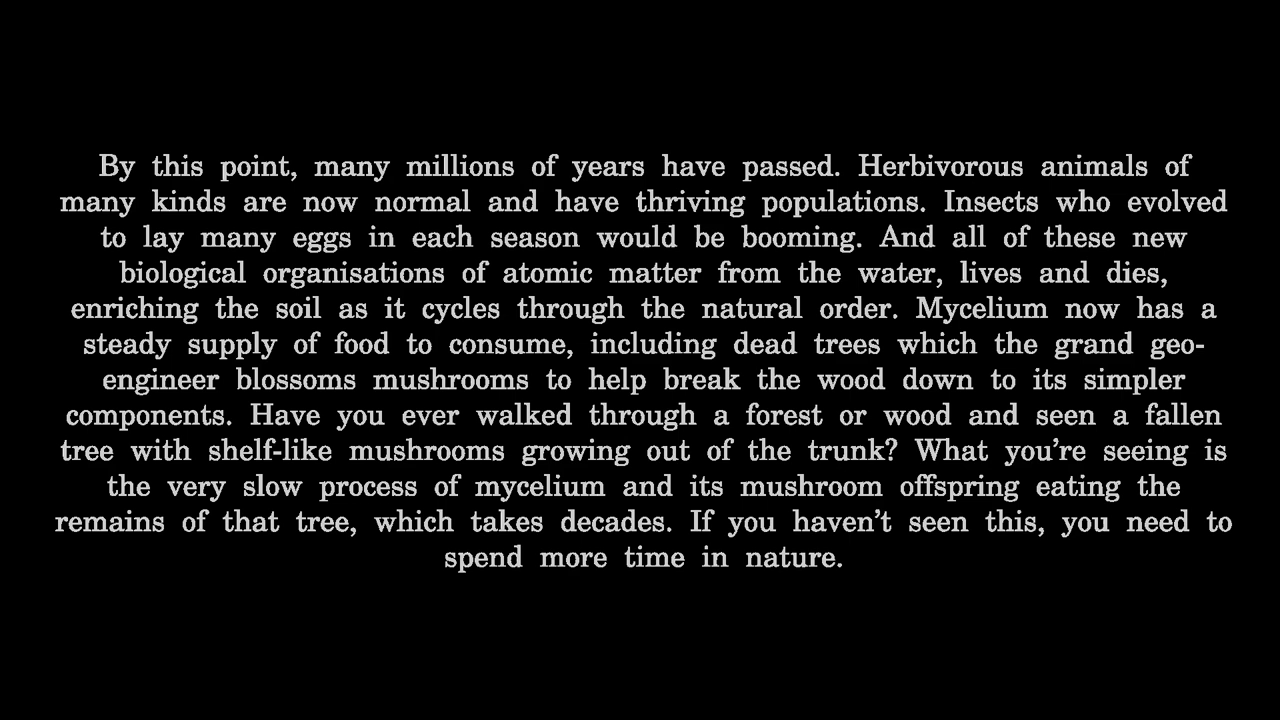 By this point, many millions of years have passed. Herbivorous animals of
many kinds are now normal and have thriving populations. Insects who evolved
to lay many eggs in each season would be booming. And all of these new
biological organisations of atomic matter from the water, lives and dies,
enriching the soil as it cycles through the natural order. Mycelium now has a
steady supply of food to consume, including dead trees which the grand geo-
engineer blossoms mushrooms to help break the wood down to its simpler
components. Have you ever walked through a forest or wood and seen a fallen
tree with shelf-like mushrooms growing out of the trunk? What you’re seeing is
the very slow process of mycelium and its mushroom offspring eating the
remains of that tree, which takes decades. If you haven’t seen this, you need to
spend more time in nature.